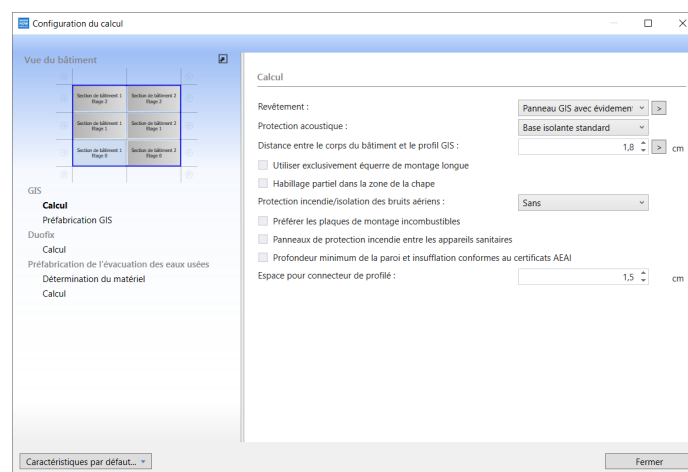 Configuration du calcul
Vue du bâtiment
Section de bâtiment 1 Section de bâtiment 2
Etage 2 Etage 2
Section de bâtiment 1 Section de bâtiment 2
Etage 1 Etage 1
Section de bâtiment 1 Section de bâtiment 2
Etage 0 Etage 0
GIS
Calcul
Préfabrication GIS
Duofix
Calcul
Préfabrication de l'évacuation des eaux usées
Détermination du matériel
Calcul
Caractéristiques par défaut...
Calcul
Revêtement : Panneau GIS avec évidement >
Protection acoustique : Base isolante standard
Distance entre le corps du bâtiment et le profil GIS : 1,8 > cm
Utiliser exclusivement équerre de montage longue
Habillage partiel dans la zone de la chape
Protection incendie/isolation des bruits aériens : Sans
Préférer les plaques de montage incombustibles
Panneaux de protection incendie entre les appareils sanitaires
Profondeur minimum de la paroi et insufflation conformes au certificats AEAI
Espace pour connecteur de profilé : 1,5 cm
Fermer